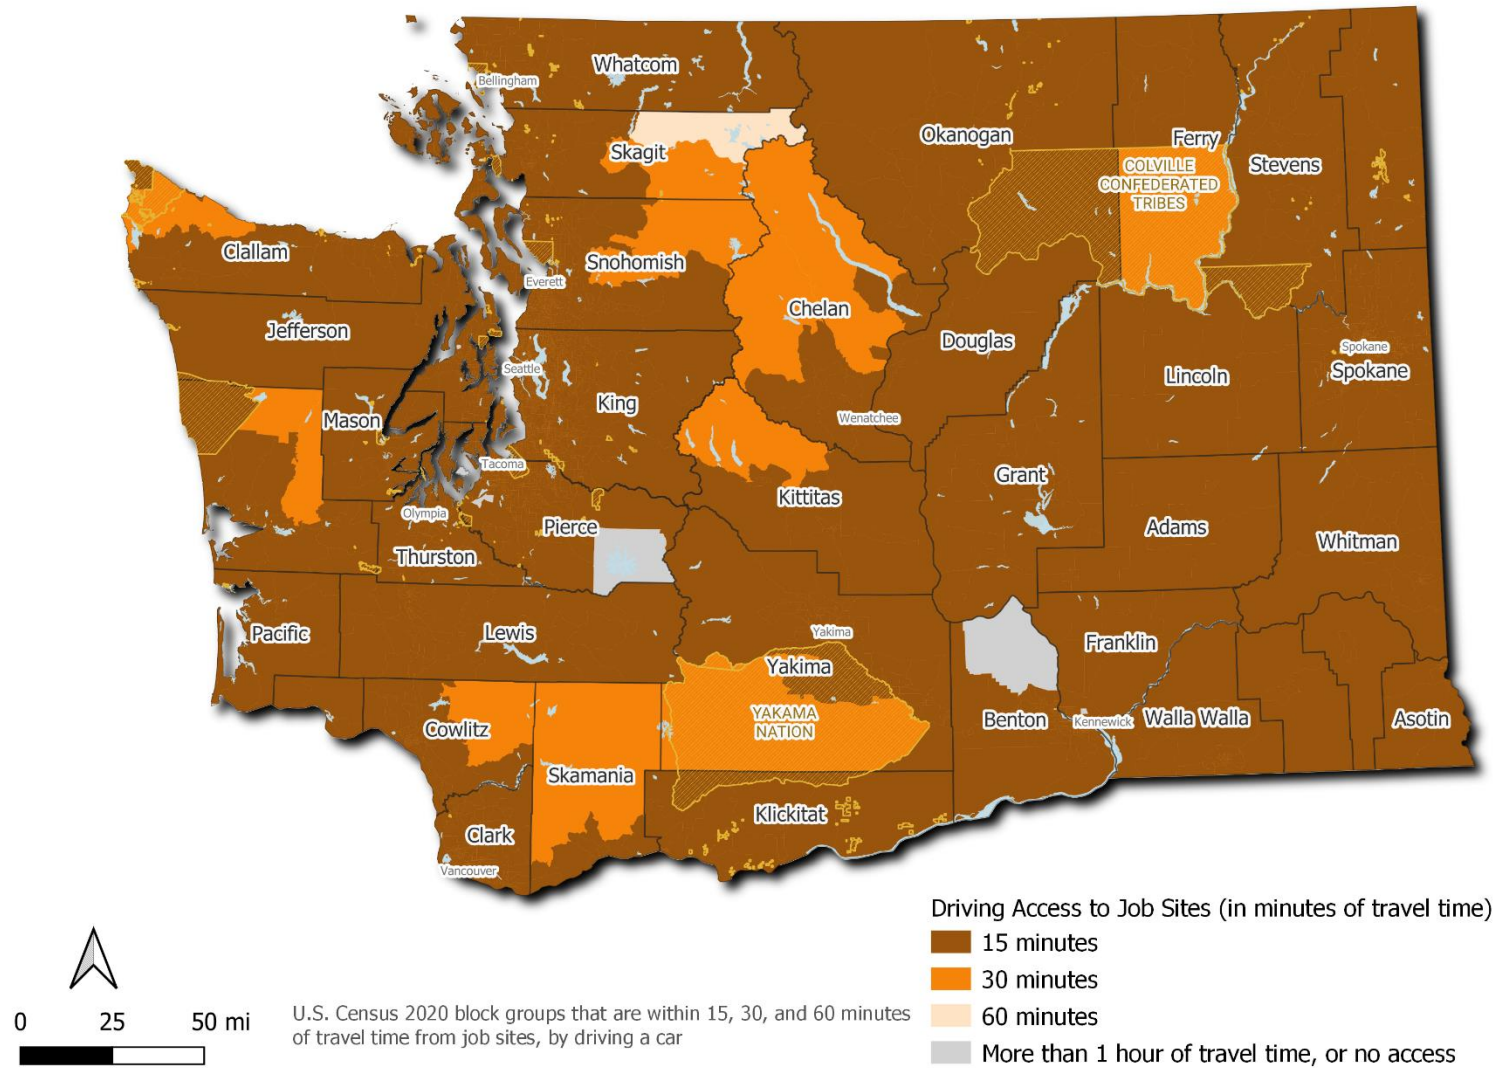 Whatcom
Bellingham
Okanogan
Ferry
Skagit
Stevens
COLVILLE
CONFEDERATED
TRIBES
Clallam
Snohomish
Everett
Chelan
Jefferson
Douglas
Seattle
Spokane
Spokane
Lincoln
King
Mason
Wenatchee
Tacoma
Grant
Kittitas
Olympia
Pierce
Adams
Whitman
Thurston
Pacific
Lewis
Yakima
Franklin
Yakima
YAKAMA
NATION
Cowlitz
Benton
Kennewick
Walla Walla
Asotin
Skamania
Klickitat
Clark
Vancouver
Driving Access to Job Sites (in minutes of travel time)
15 minutes
30 minutes
60 minutes
More than 1 hour of travel time, or no access
0 25 50 mi
U.S. Census 2020 block groups that are within 15, 30, and 60 minutes
of travel time from job sites, by driving a car